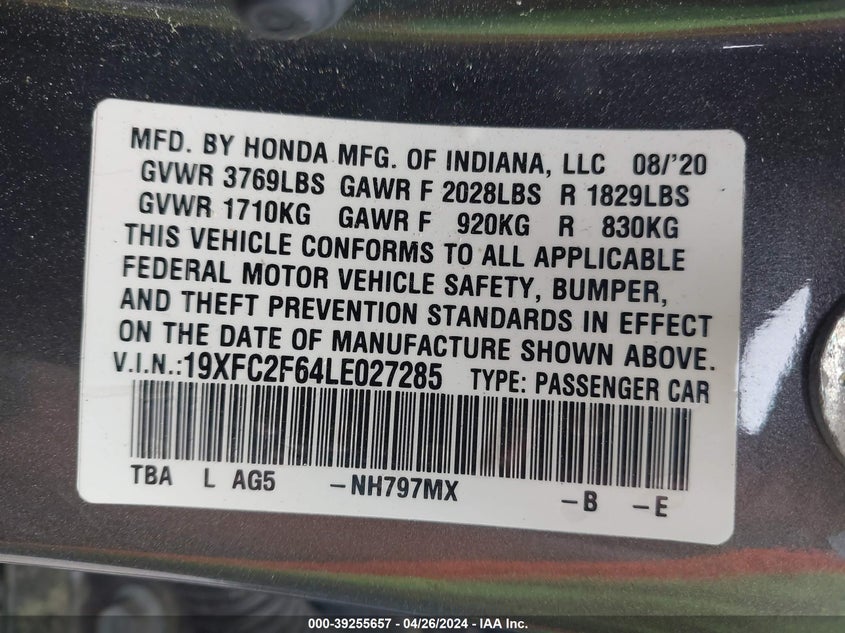 MFD. BY HONDA MFG. OF INDIANA, LLC 08/'20
GVWR 3769LBS GAWR F 2028LBS R 1829LBS
GVWR 1710KG GAWR F 920KG R 830KG
THIS VEHICLE CONFORMS TO ALL APPLICABLE
FEDERAL MOTOR VEHICLE SAFETY, BUMPER,
AND THEFT PREVENTION STANDARDS IN EFFECT
ON THE DATE OF MANUFACTURE SHOWN ABOVE.
V.I.N.:19XFC2F64LE027285 TYPE: PASSENGER CAR
TBA L AG5 -NH797MX -B -E
000-39255657 - 04/26/2024 - IAA Inc.